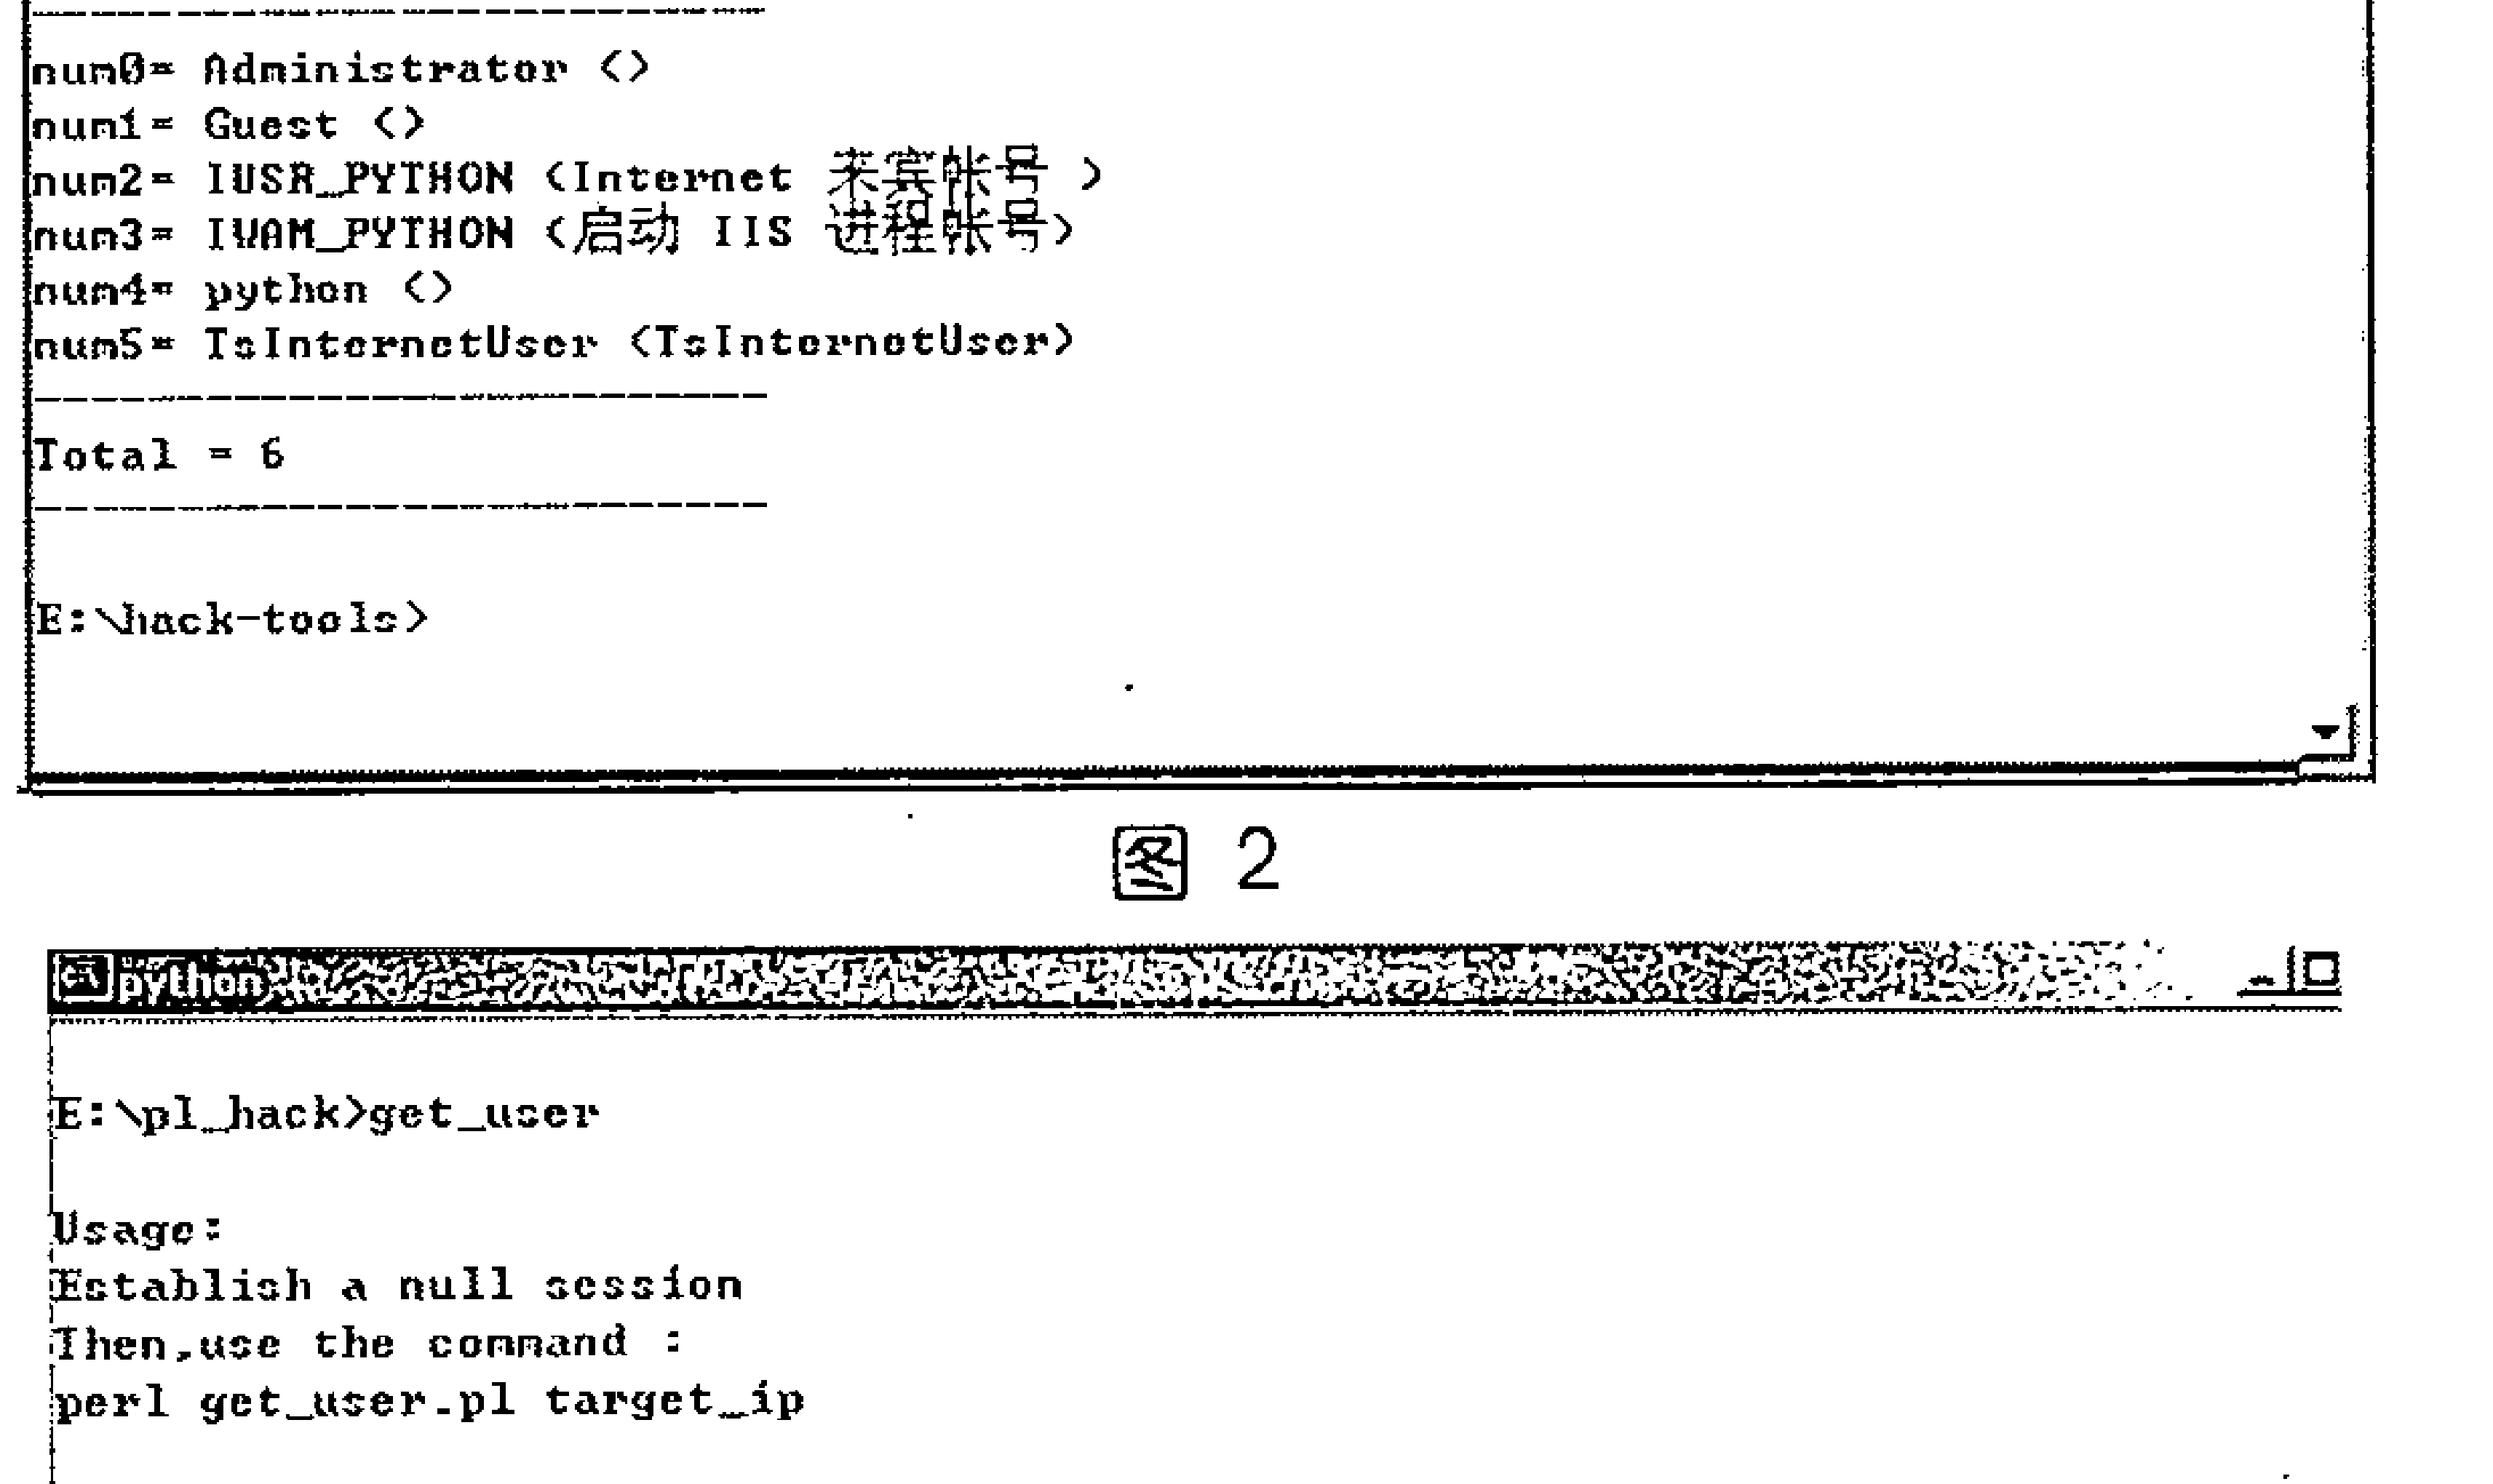 num0= Administrator ()
num1= Guest ()
num2= IUSR_PYTHON (Internet 来宾帐号 )
num3= IWAM_PYTHON (启动 IIS 进程帐号)
num4= python ()
num5= TsInternetUser (TsInternetUser)
Total = 6
E:\hack-tools>
图 2
python
E:\pl_hack>get_user
Usage:
Establish a null session
Then,use the command :
perl get_user.pl target_ip